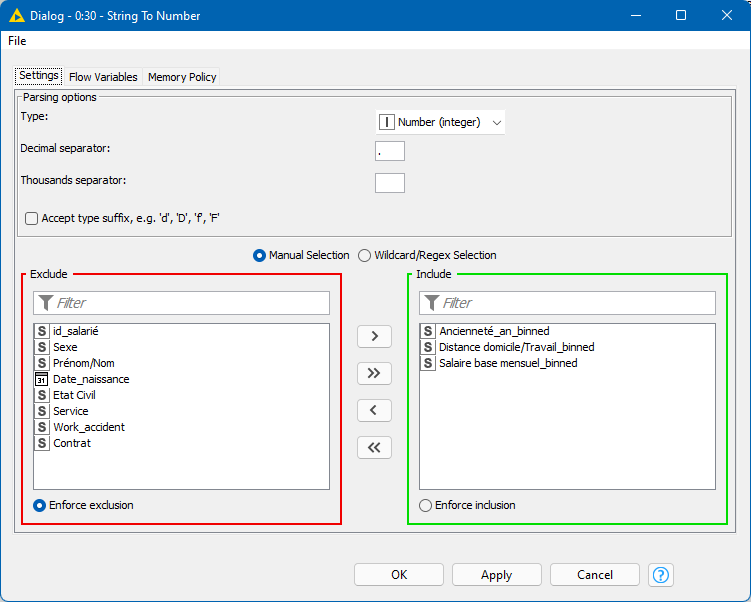 Dialog - 0:30 - String To Number
File
Settings Flow Variables Memory Policy
Parsing options
Type:
I Number (integer)
Decimal separator:
.
Thousands separator:
Accept type suffix, e.g. 'd', 'D', 'f', 'F'
Manual Selection Wildcard/Regex Selection
Exclude
Filter
S id_salarié
S Sexe
S Prénom/Nom
31 Date_naissance
S Etat Civil
S Service
S Work_accident
S Contrat
Enforce exclusion
>
>>
<
<<
Include
Filter
S Ancienneté_an_binned
S Distance domicile/Travail_binned
S Salaire base mensuel_binned
Enforce inclusion
OK Apply Cancel ?